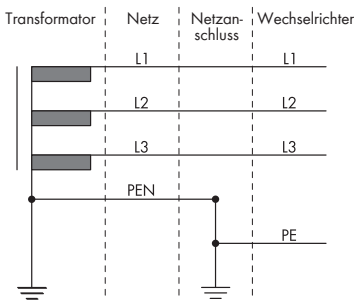 Transformator
Netz
Netzan-
schluss
Wechselrichter
L1
L1
L2
L2
L3
L3
PEN
PE